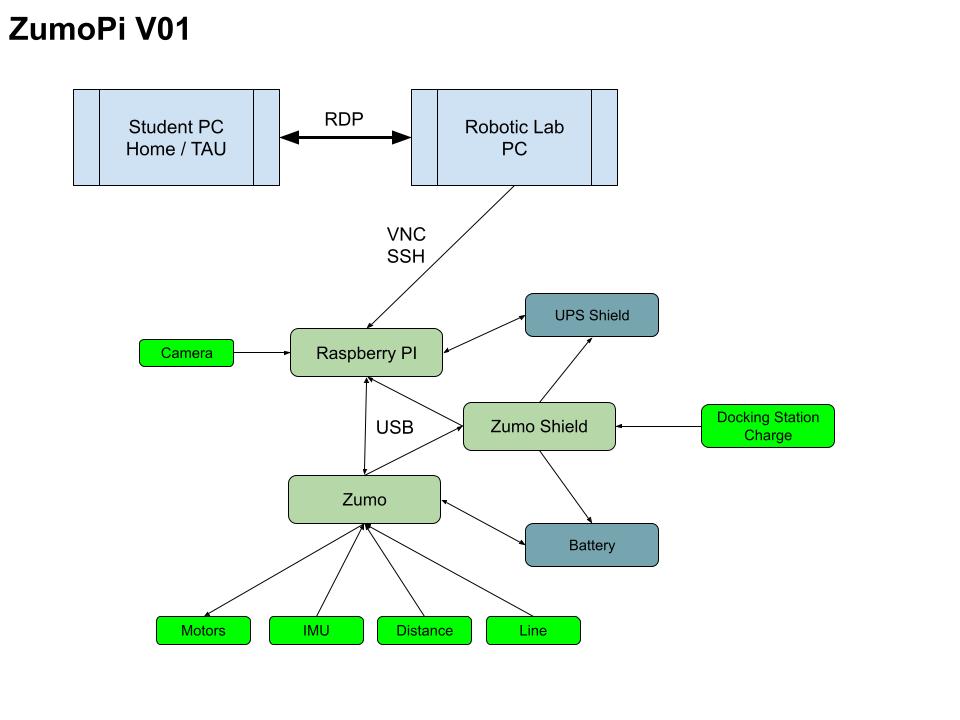 ZumoPi V01
RDP
Student PC
Home / TAU
Robotic Lab
PC
VNC
SSH
UPS Shield
Camera
Raspberry PI
USB
Zumo Shield
Docking Station
Charge
Zumo
Battery
Motors
IMU
Distance
Line